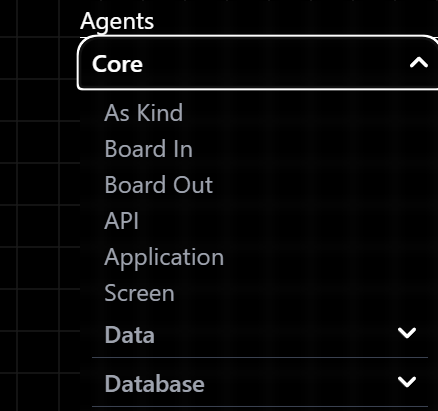 Agents
Core
As Kind
Board In
Board Out
API
Application
Screen
Data
Database